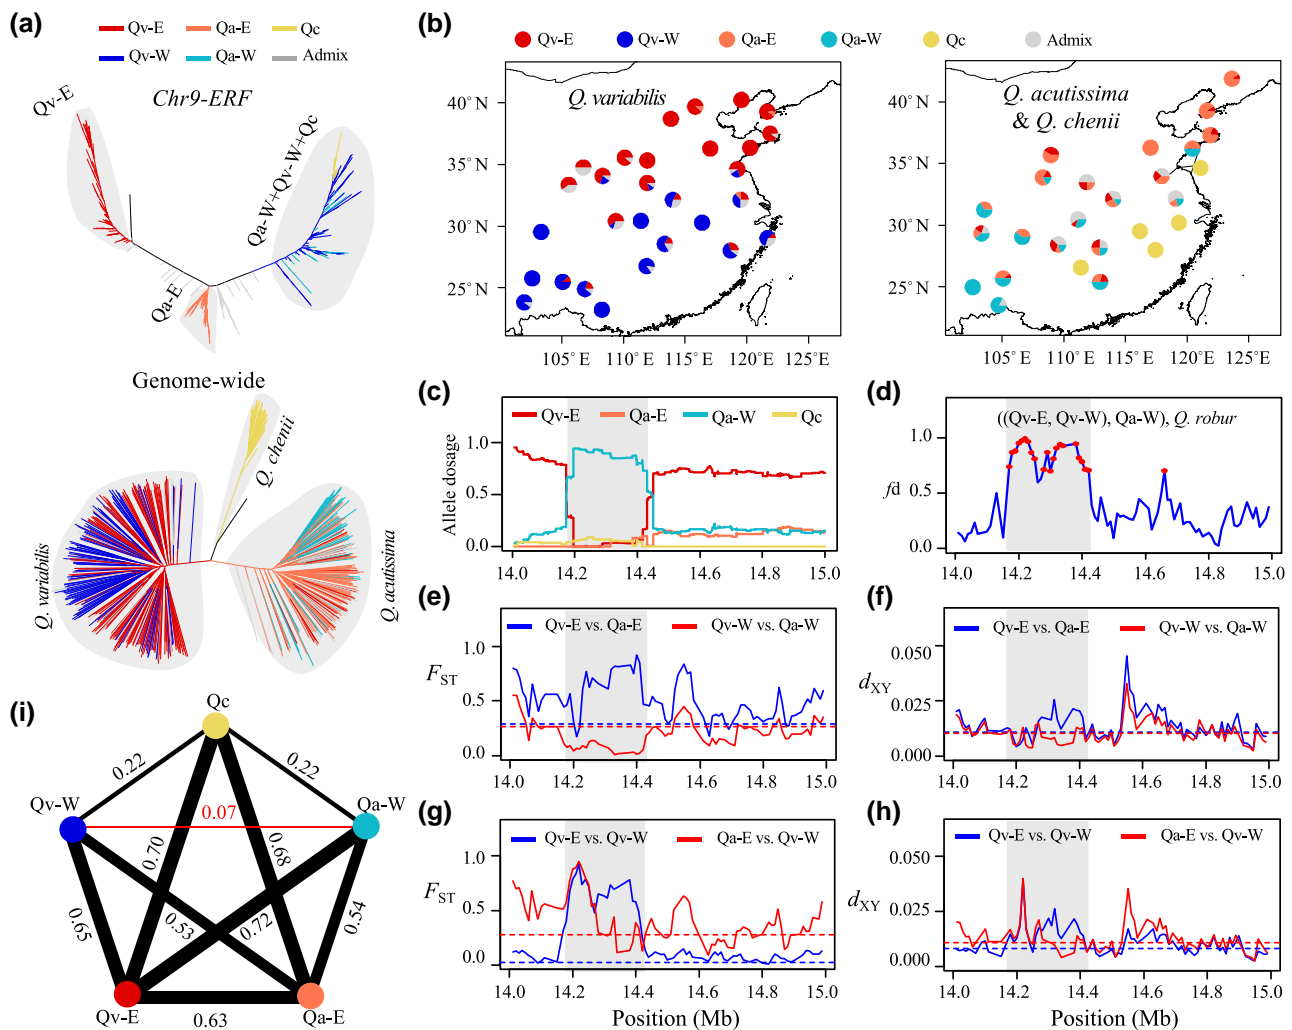 (a)
Qv-E Qa-E Qc
Qv-W Qa-W Admix
Chr9-ERF
Qv-E
Qa-W+Qv-W+Qc
Qa-E
Genome-wide
Q. chenii
Q. variabilis
Q. acutissima
(b)
Qv-E Qv-W Qa-E Qa-W Qc Admix
Q. variabilis
40° N
35° N
30° N
25° N
105° E 110° E 115° E 120° E 125° E
Q. acutissima
& Q. chenii
40° N
35° N
30° N
25° N
105° E 110° E 115° E 120° E 125° E
(c)
Qv-E Qa-E Qa-W Qc
Allele dosage
1.0
0.5
0.0
14.0 14.2 14.4 14.6 14.8 15.0
(d)
((Qv-E, Qv-W), Qa-W), Q. robur
fd
1.0
0.5
0.0
14.0 14.2 14.4 14.6 14.8 15.0
(e)
Qv-E vs. Qa-E Qv-W vs. Qa-W
FST
1.0
0.5
0.0
14.0 14.2 14.4 14.6 14.8 15.0
(f)
Qv-E vs. Qa-E Qv-W vs. Qa-W
dXY
0.050
0.025
0.000
14.0 14.2 14.4 14.6 14.8 15.0
(g)
Qv-E vs. Qv-W Qa-E vs. Qv-W
FST
1.0
0.5
0.0
14.0 14.2 14.4 14.6 14.8 15.0
Position (Mb)
(h)
Qv-E vs. Qv-W Qa-E vs. Qv-W
dXY
0.050
0.025
0.000
14.0 14.2 14.4 14.6 14.8 15.0
Position (Mb)
(i)
Qc
0.22 0.22
Qv-W 0.07 Qa-W
0.70 0.68
0.65 0.53 0.72 0.54
Qv-E 0.63 Qa-E